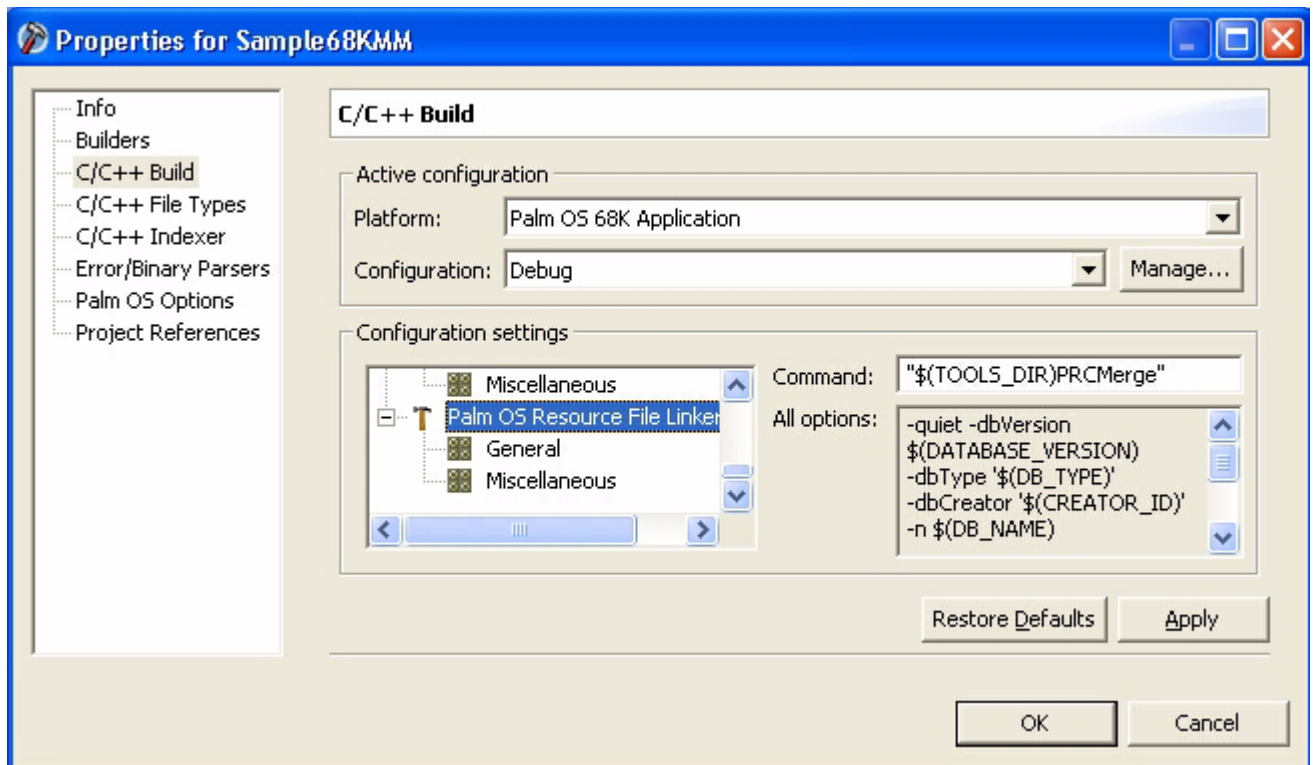 Properties for Sample68KMM
Info
Builders
C/C++ Build
C/C++ File Types
C/C++ Indexer
Error/Binary Parsers
Palm OS Options
Project References
C/C++ Build
Active configuration
Platform: Palm OS 68K Application
Configuration: Debug Manage...
Configuration settings
Miscellaneous
Palm OS Resource File Linker
General
Miscellaneous
Command: "$(TOOLS_DIR)PRCMerge"
All options: -quiet -dbVersion
$(DATABASE_VERSION)
-dbType '$(DB_TYPE)'
-dbCreator '$(CREATOR_ID)'
-n $(DB_NAME)
Restore Defaults Apply
OK Cancel